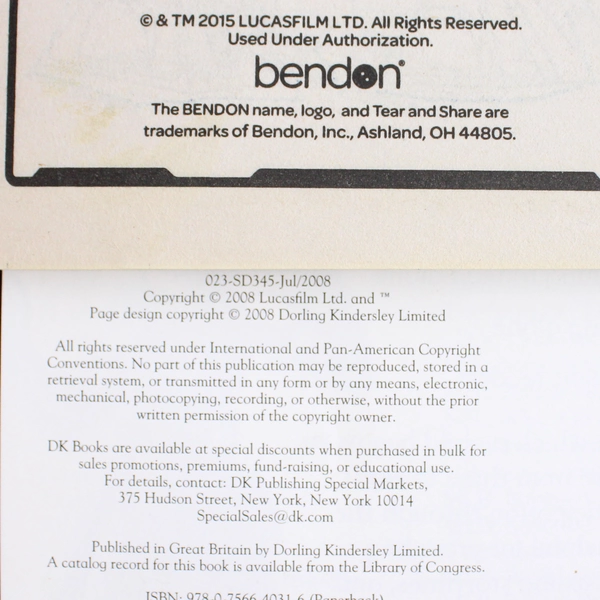 © & TM 2015 LUCASFILM LTD. All Rights Reserved.
Used Under Authorization.
bendon®
The BENDON name, logo, and Tear and Share are
trademarks of Bendon, Inc., Ashland, OH 44805.
023-SD345-Jul/2008
Copyright © 2008 Lucasfilm Ltd. and ™
Page design copyright © 2008 Dorling Kindersley Limited
All rights reserved under International and Pan-American Copyright
Conventions. No part of this publication may be reproduced, stored in a
retrieval system, or transmitted in any form or by any means, electronic,
mechanical, photocopying, recording, or otherwise, without the prior
written permission of the copyright owner.
DK Books are available at special discounts when purchased in bulk for
sales promotions, premiums, fund-raising, or educational use.
For details, contact: DK Publishing Special Markets,
375 Hudson Street, New York, New York 10014
SpecialSales@dk.com
Published in Great Britain by Dorling Kindersley Limited.
A catalog record for this book is available from the Library of Congress.
ISBN: 978-0-7566-4031-6 (Paperback)